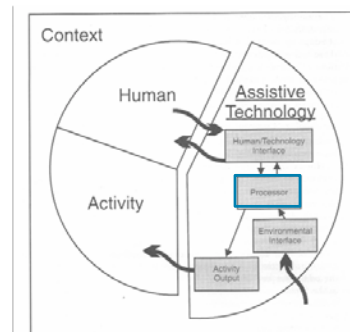 Context
Human
Assistive
Technology
Human/Technology
Interface
Processor
Activity
Environmental
Interface
Activity
Output